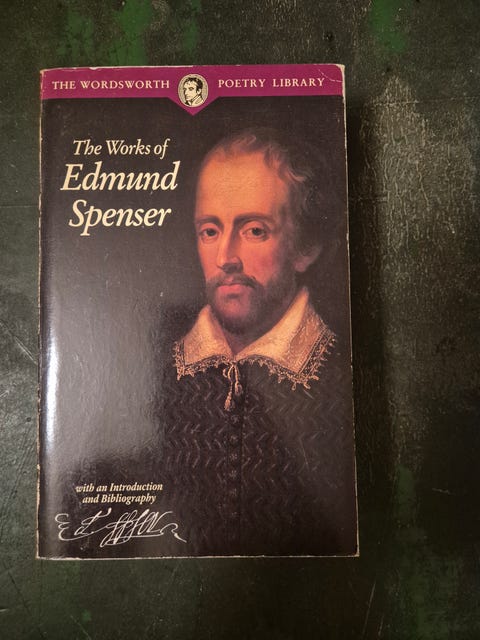 THE WORDSWORTH POETRY LIBRARY
The Works of
Edmund
Spenser
with an Introduction
and Bibliography